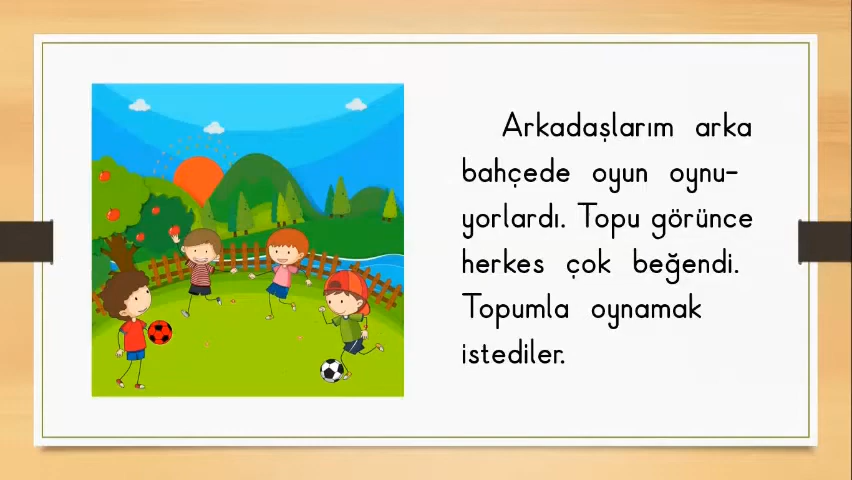 Arkadaşlarım arka
bahçede oyun oynu-
yorlardı. Topu görünce
herkes çok beğendi.
Topumla oynamak
istediler.